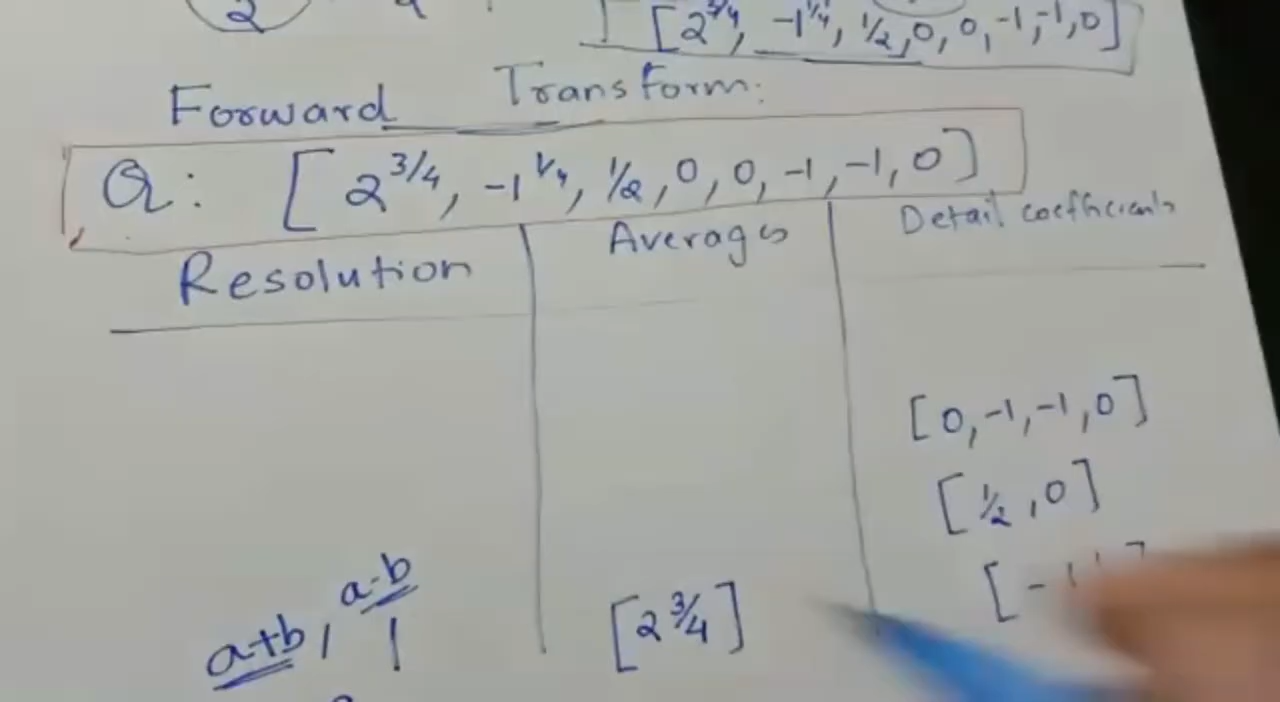 2
[2^3/4, -1^1/4, 1/2, 0, 0, -1, -1, 0]
Forward Transform:
Q: [2^3/4, -1^1/4, 1/2, 0, 0, -1, -1, 0]
Resolution Averages Detail coefficients
[0, -1, -1, 0]
[1/2, 0]
a+b, a-b
[2 3/4]